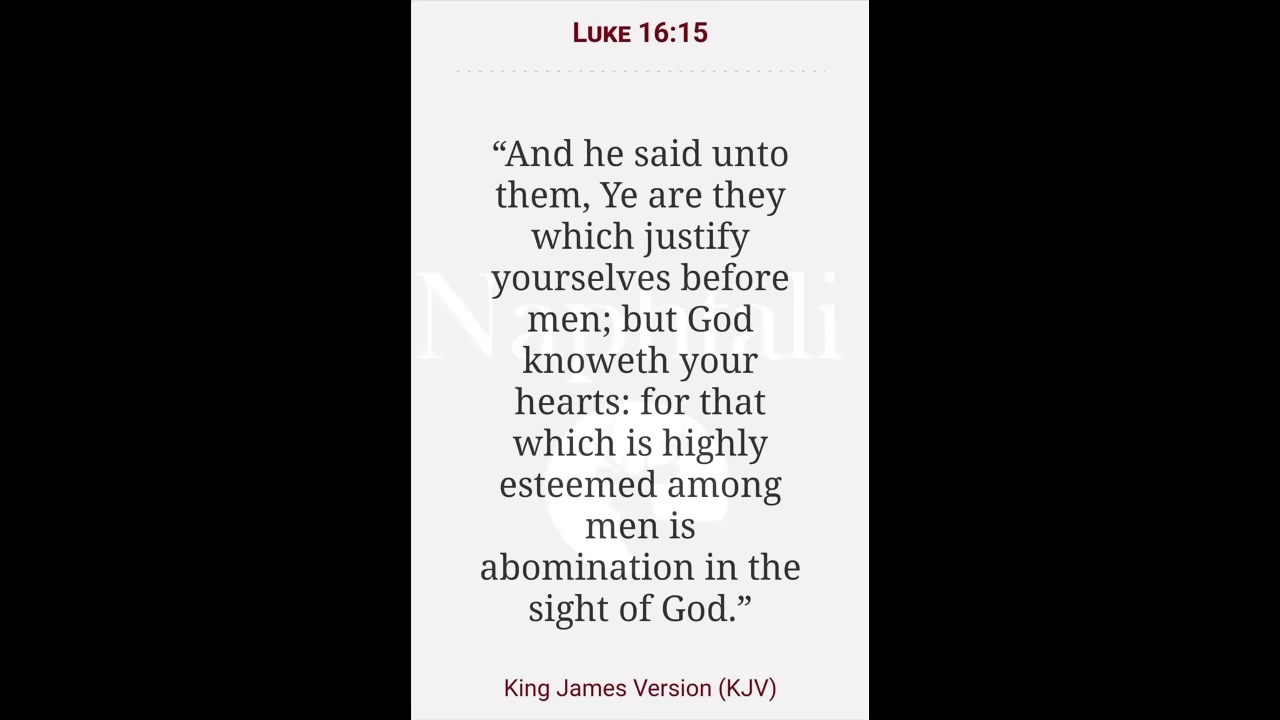 Luke 16:15
“And he said unto
them, Ye are they
which justify
yourselves before
men; but God
knoweth your
hearts: for that
which is highly
esteemed among
men is
abomination in the
sight of God.”
Naphtali
King James Version (KJV)